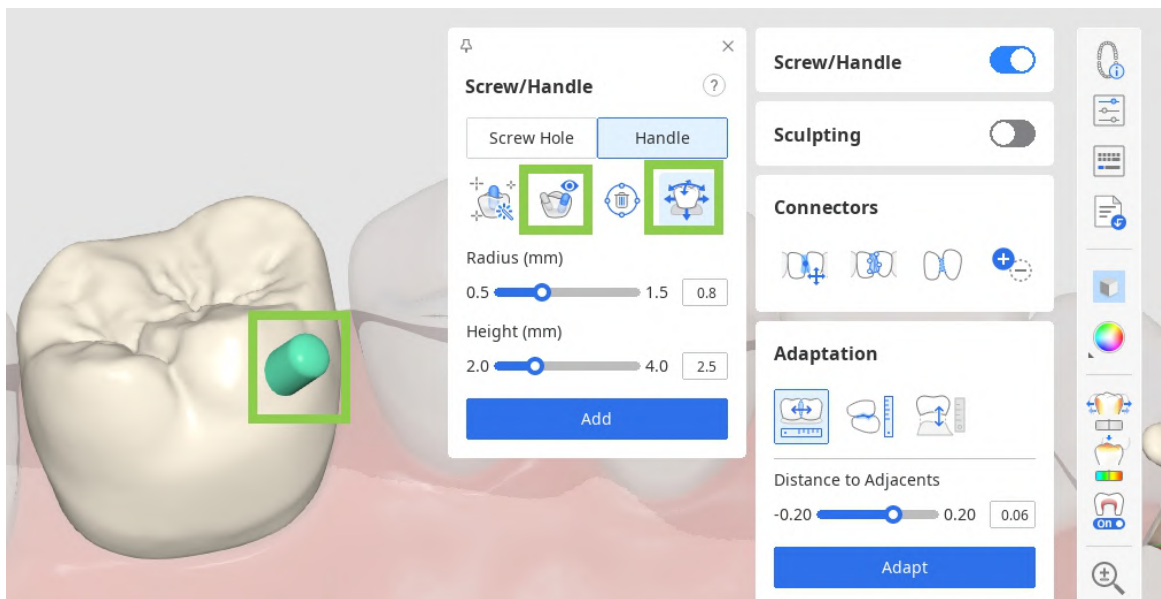 Screw/Handle
?
Screw Hole
Handle
Radius (mm)
0.5
1.5
0.8
Height (mm)
2.0
4.0
2.5
Add
Screw/Handle
Sculpting
Connectors
Adaptation
Distance to Adjacents
-0.20
0.20
0.06
Adapt
On